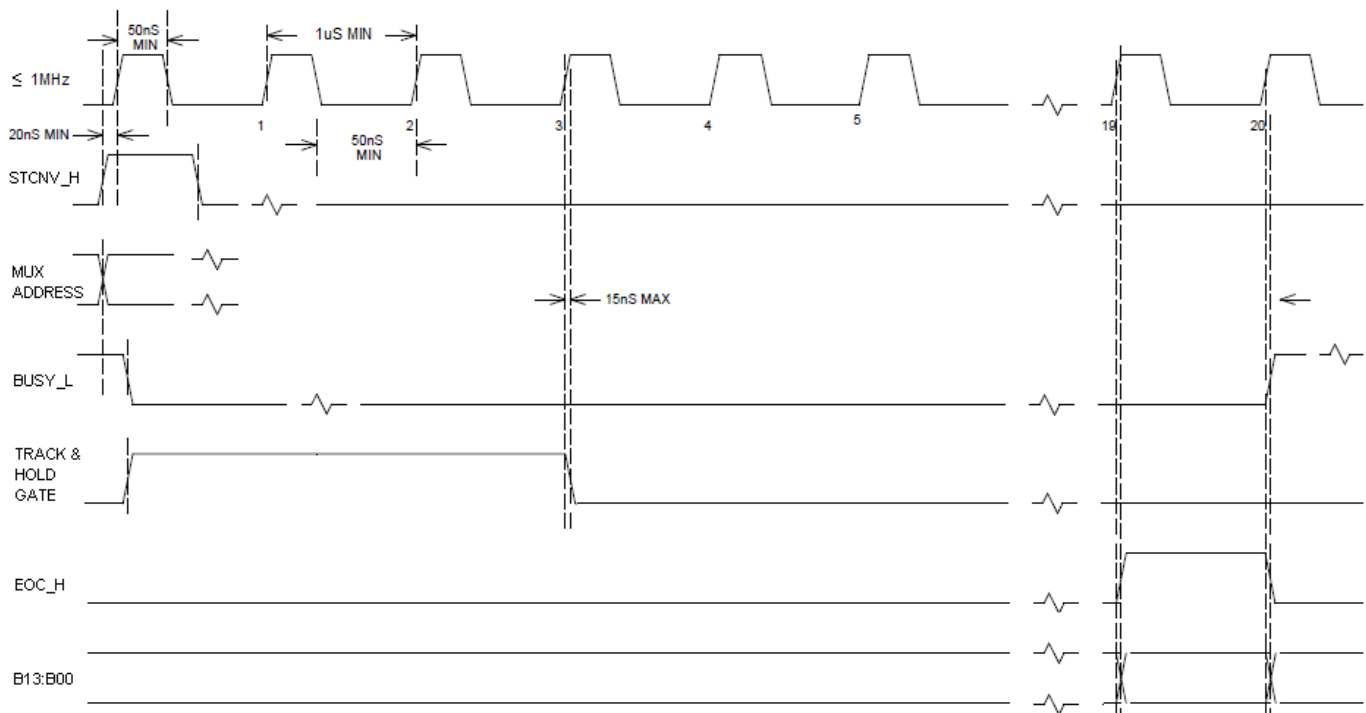 50nS
MIN
1uS MIN
≤ 1MHz
1
2
3
4
5
19
20
20nS MIN
50nS
MIN
STCNV_H
MUX
ADDRESS
15nS MAX
BUSY_L
TRACK &
HOLD
GATE
EOC_H
B13:B00